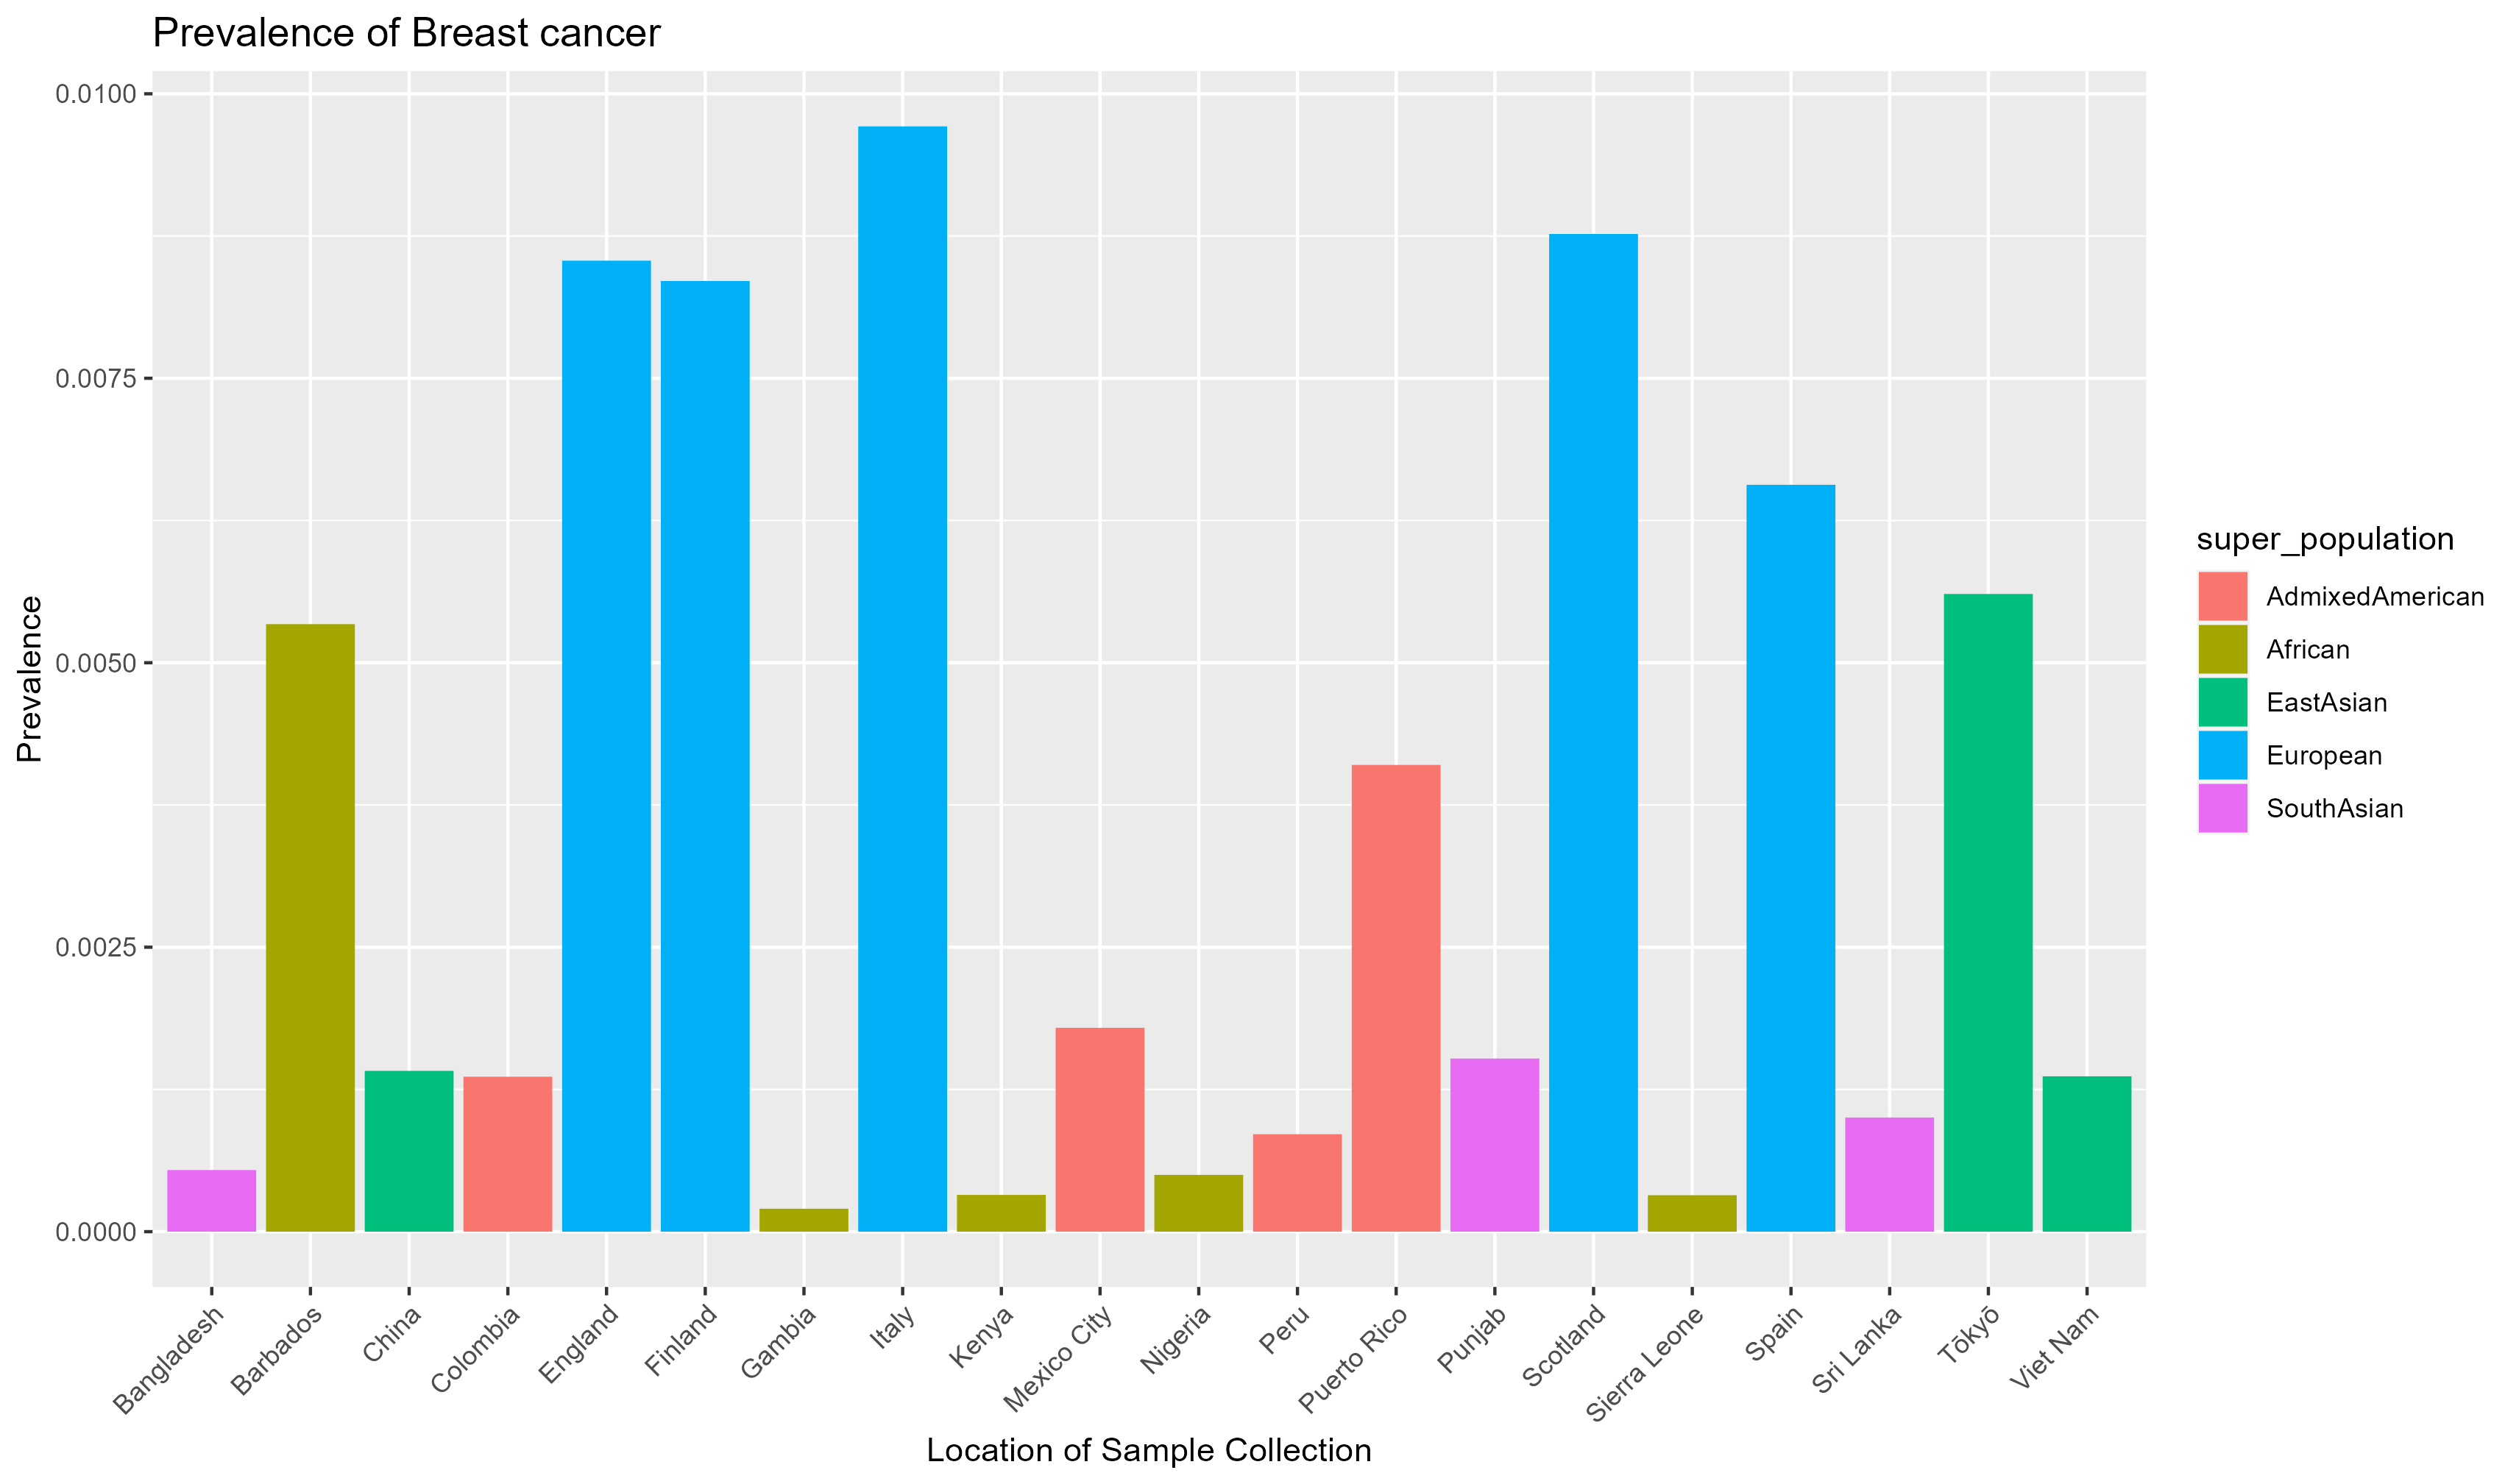 Prevalence of Breast cancer
0.0100
0.0075
0.0050
0.0025
0.0000
Prevalence
Bangladesh
Barbados
China
Colombia
England
Finland
Gambia
Italy
Kenya
Mexico City
Nigeria
Peru
Puerto Rico
Punjab
Scotland
Sierra Leone
Spain
Sri Lanka
Tōkyō
Viet Nam
Location of Sample Collection
super_population
AdmixedAmerican
African
EastAsian
European
SouthAsian